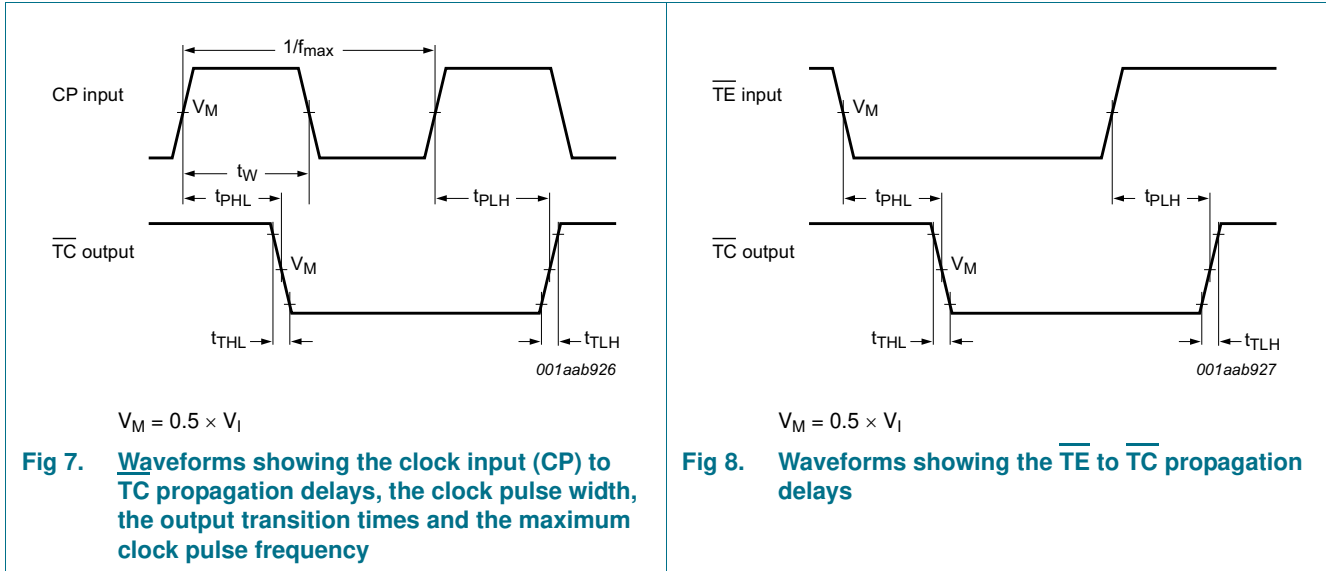 1/fmax
CP input
VM
tW
tPHL
tPLH
TC output
VM
tTHL
tTLH
001aab926
VM = 0.5 × VI
Fig 7. Waveforms showing the clock input (CP) to
TC propagation delays, the clock pulse width,
the output transition times and the maximum
clock pulse frequency
TE input
VM
tPHL
tPLH
TC output
VM
tTHL
tTLH
001aab927
VM = 0.5 × VI
Fig 8. Waveforms showing the TE to TC propagation
delays